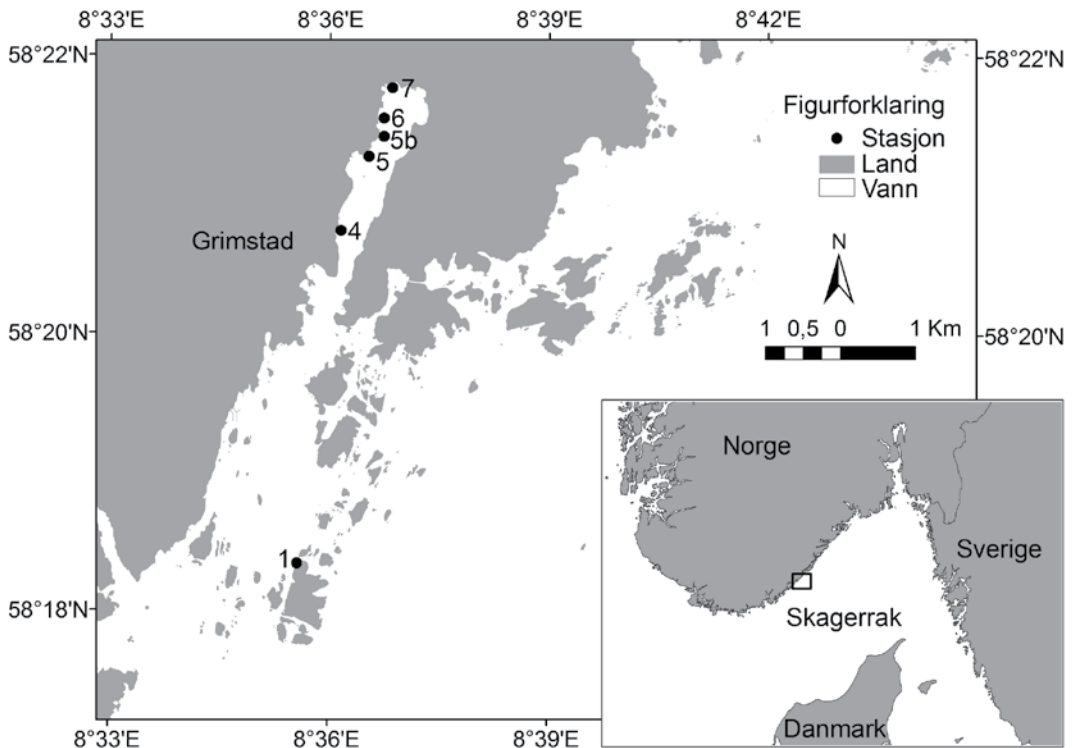 8°33'E 8°36'E 8°39'E 8°42'E
58°22'N 58°22'N
7
6
5b
5
4
Grimstad
Figurforklaring
Stasjon
Land
Vann
N
1 0,5 0 1 Km
58°20'N 58°20'N
1
58°18'N
Norge
Sverige
Skagerrak
Danmark
8°33'E 8°36'E 8°39'E